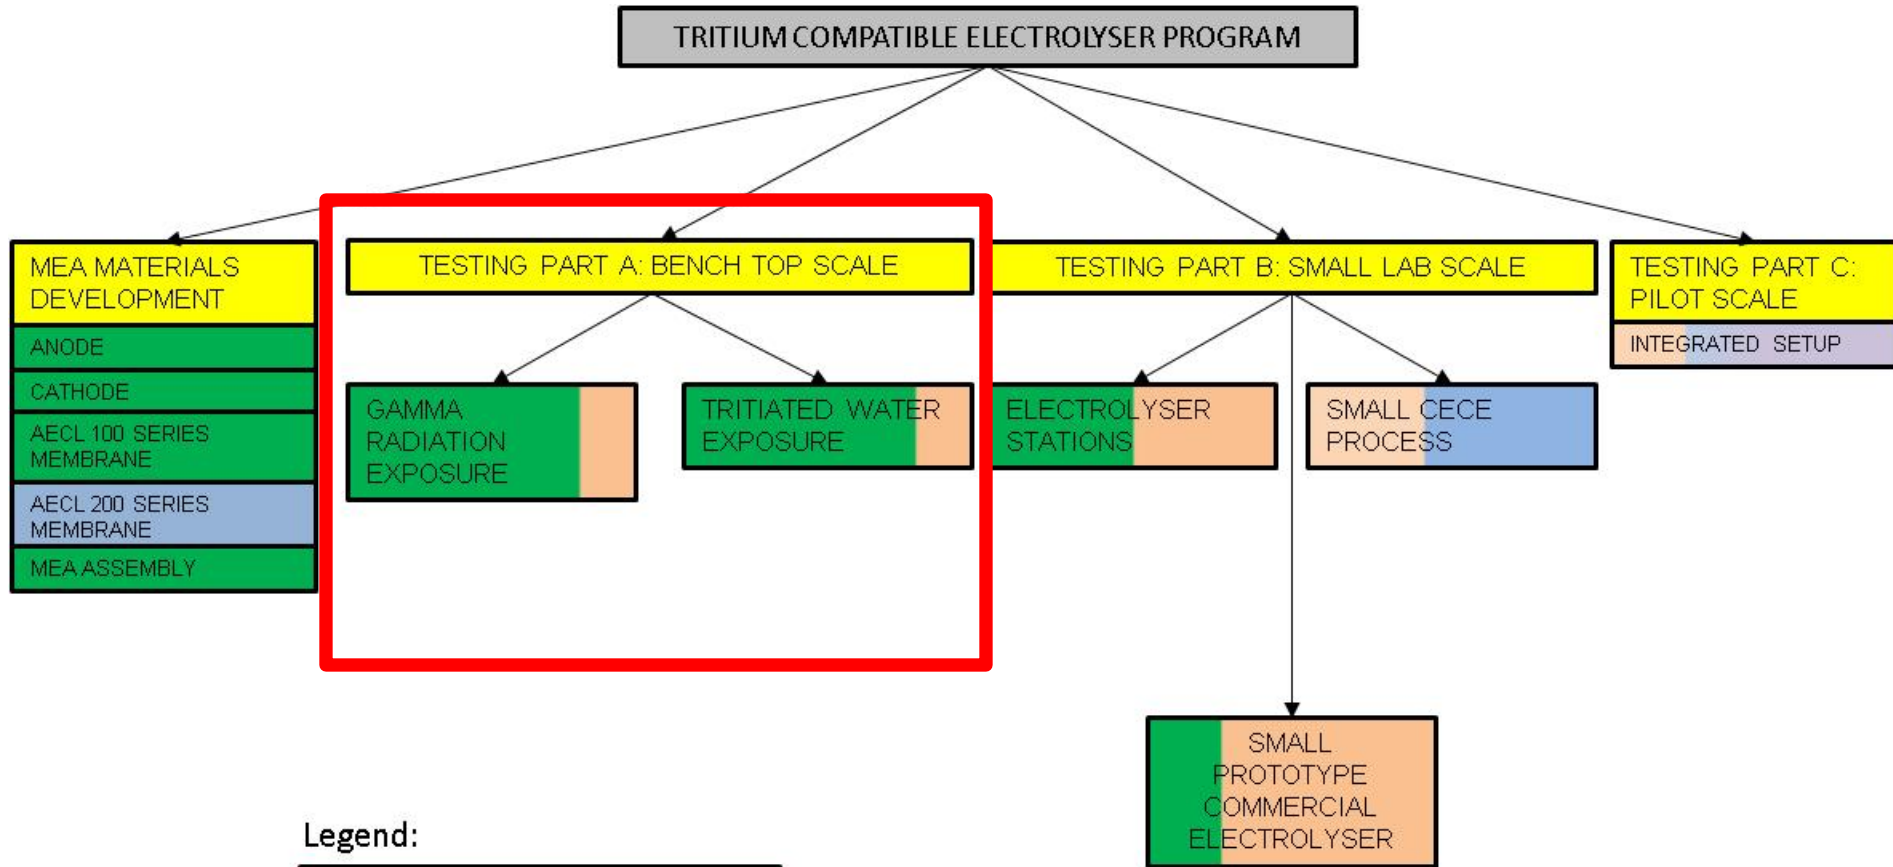 TRITIUM COMPATIBLE ELECTROLYSER PROGRAM
MEA MATERIALS
DEVELOPMENT
ANODE
CATHODE
AECL 100 SERIES
MEMBRANE
AECL 200 SERIES
MEMBRANE
MEA ASSEMBLY
TESTING PART A: BENCH TOP SCALE
GAMMA
RADIATION
EXPOSURE
TRITIATED WATER
EXPOSURE
TESTING PART B: SMALL LAB SCALE
ELECTROLYSER
STATIONS
SMALL CECE
PROCESS
SMALL
PROTOTYPE
COMMERCIAL
ELECTROLYSER
TESTING PART C:
PILOT SCALE
INTEGRATED SETUP
Legend: